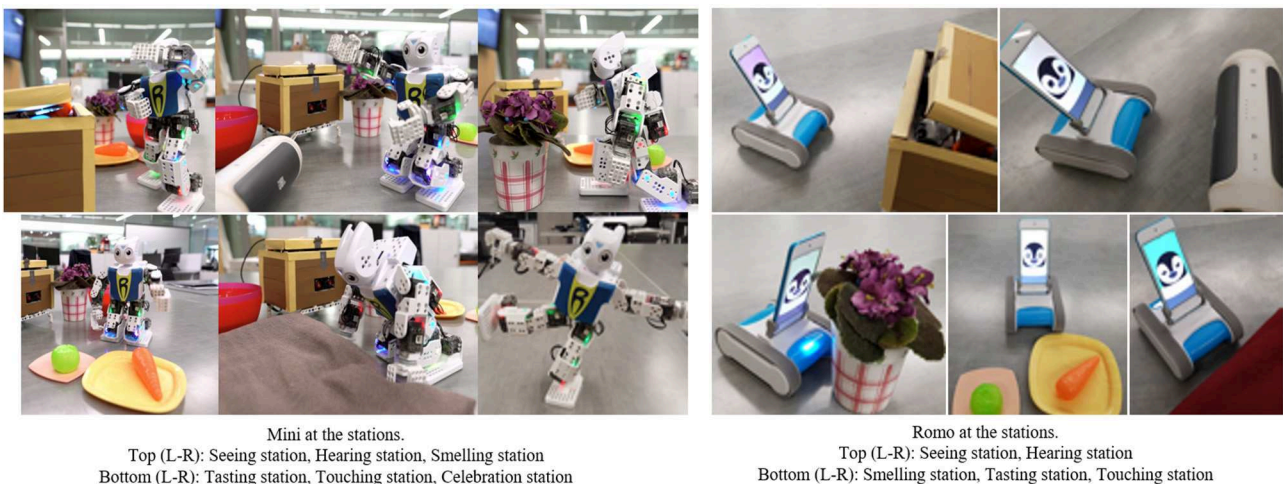 Mini at the stations.
Top (L-R): Seeing station, Hearing station, Smelling station
Bottom (L-R): Tasting station, Touching station, Celebration station
Romo at the stations.
Top (L-R): Seeing station, Hearing station
Bottom (L-R): Smelling station, Tasting station, Touching station